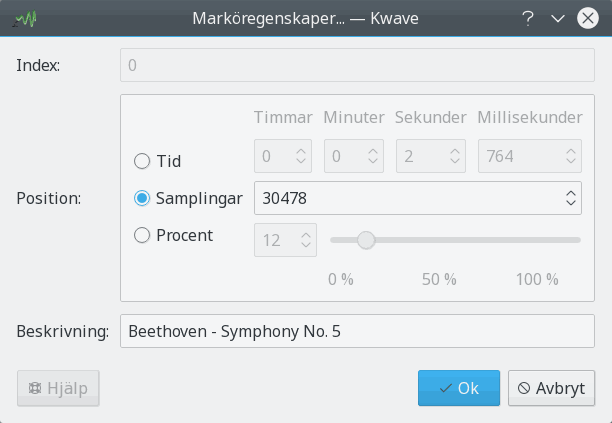 Marköregenskaper... — Kwave
Index: 0
Timmar Minuter Sekunder Millisekunder
Tid 0 0 2 764
Position: Samplingar 30478
Procent 12
0 % 50 % 100 %
Beskrivning: Beethoven - Symphony No. 5
Hjälp Ok Avbryt